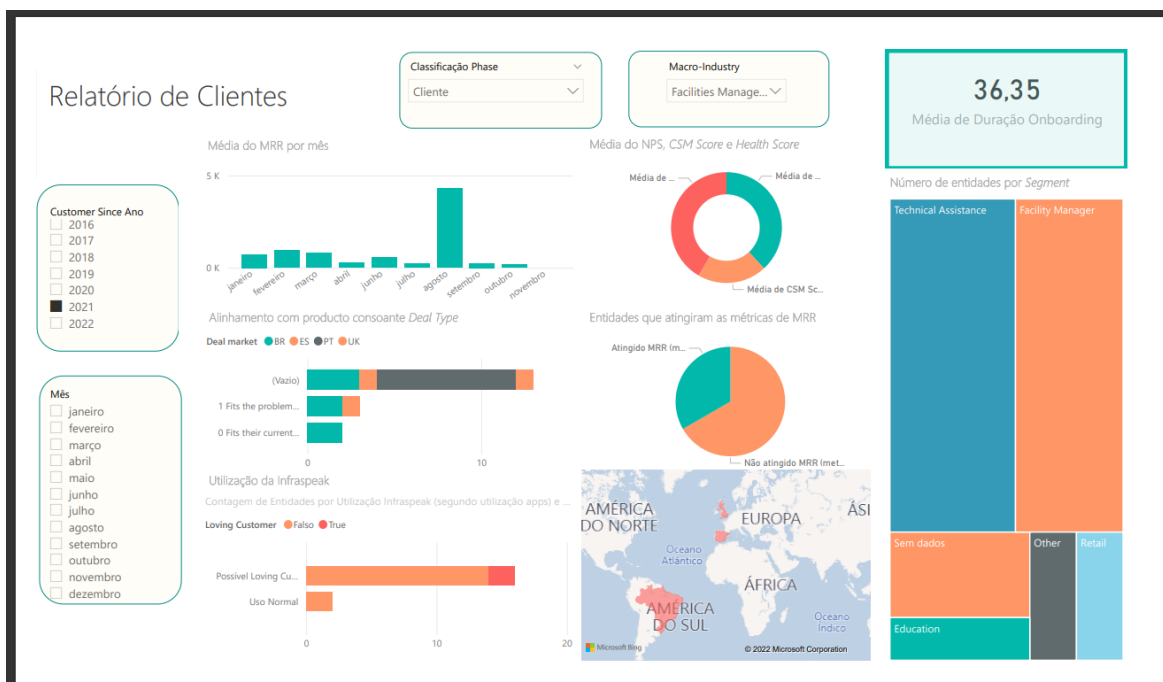 Relatório de Clientes
Classificação Phase
Cliente
Macro-Industry
Facilities Manage...
36,35
Média de Duração Onboarding
Customer Since Ano
2016
2017
2018
2019
2020
2021
2022
Mês
janeiro
fevereiro
março
abril
maio
junho
julho
agosto
setembro
outubro
novembro
dezembro
Média do MRR por mês
5 K
0 K
janeiro
fevereiro
março
abril
junho
julho
agosto
setembro
outubro
novembro
Média do NPS, CSM Score e Health Score
Média de ...
Média de ...
Média de CSM Sc...
Alinhamento com producto consoante Deal Type
Deal market BR ES PT UK
(Vazio)
1 Fits the problem...
0 Fits their current...
0 10
Entidades que atingiram as métricas de MRR
Atingido MRR (m...
Não atingido MRR (met...
Utilização da Infraspeak
Contagem de Entidades por Utilização Infraspeak (segundo utilização apps) e ...
Loving Customer Falso True
Possível Loving Cu...
Uso Normal
0 10 20
AMÉRICA
DO NORTE
EUROPA
ÁSI
Oceano
Atlântico
ÁFRICA
AMÉRICA
DO SUL
Oceano
Índico
Microsoft Bing
© 2022 Microsoft Corporation
Número de entidades por Segment
Technical Assistance
Facility Manager
Sem dados
Other
Retail
Education